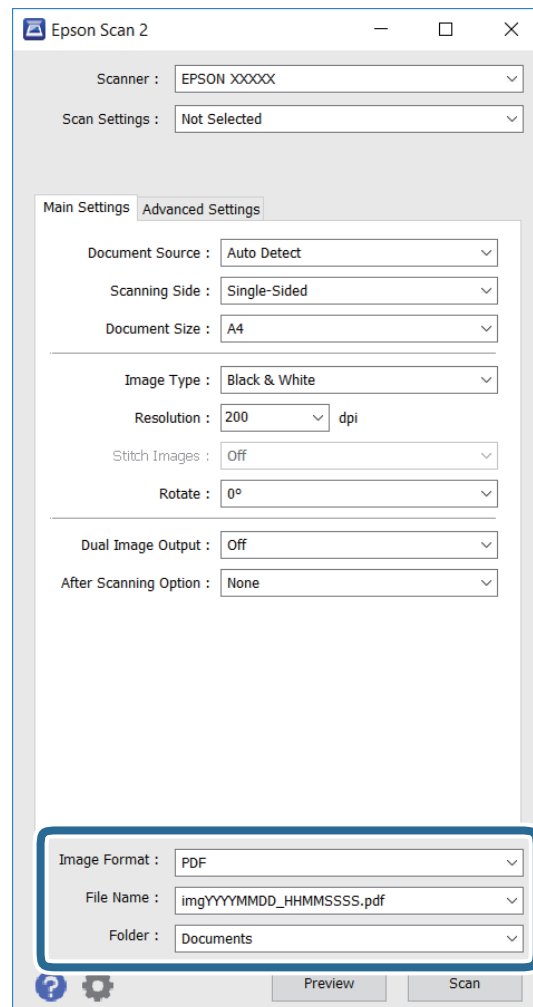 Epson Scan 2
Scanner : EPSON XXXXX
Scan Settings : Not Selected
Main Settings Advanced Settings
Document Source : Auto Detect
Scanning Side : Single-Sided
Document Size : A4
Image Type : Black & White
Resolution : 200 dpi
Stitch Images : Off
Rotate : 0º
Dual Image Output : Off
After Scanning Option : None
Image Format : PDF
File Name : imgYYYYMMDD_HHMMSSSS.pdf
Folder : Documents
? Preview Scan